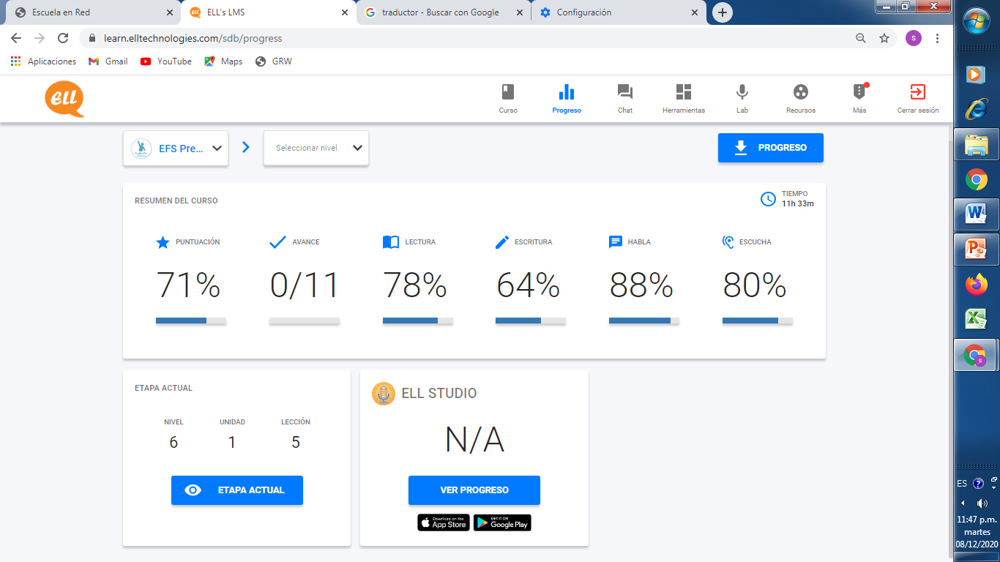 Escuela en Red
ELL's LMS
traductor - Buscar con Google
Configuración
learn.elltechnologies.com/sdb/progress
S
Aplicaciones
Gmail
YouTube
Maps
GRW
ell
Curso
Progreso
Chat
Herramientas
Lab
Recursos
Más
Cerrar sesión
EFS Pre...
Seleccionar nivel
PROGRESO
RESUMEN DEL CURSO
TIEMPO
11h 33m
PUNTUACIÓN
AVANCE
LECTURA
ESCRITURA
HABLA
ESCUCHA
71%
0/11
78%
64%
88%
80%
ETAPA ACTUAL
NIVEL
UNIDAD
LECCIÓN
6
1
5
ETAPA ACTUAL
ELL STUDIO
N/A
VER PROGRESO
Download on the
App Store
GET IT ON
Google Play
ES
11:47 p.m.
martes
08/12/2020